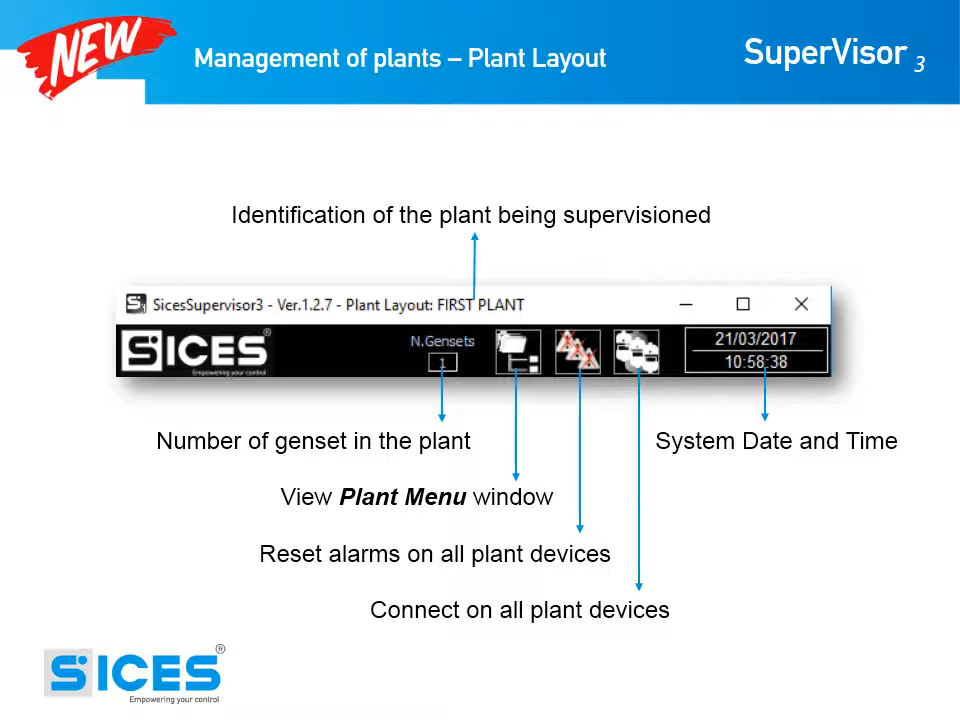 NEW
Management of plants – Plant Layout
SuperVisor 3
Identification of the plant being supervisioned
SicesSupervisor3 - Ver.1.2.7 - Plant Layout: FIRST PLANT
SICES®
Empowering your control
N.Gensets
1
21/03/2017
10:58:38
Number of genset in the plant
System Date and Time
View Plant Menu window
Reset alarms on all plant devices
Connect on all plant devices
SICES®
Empowering your control